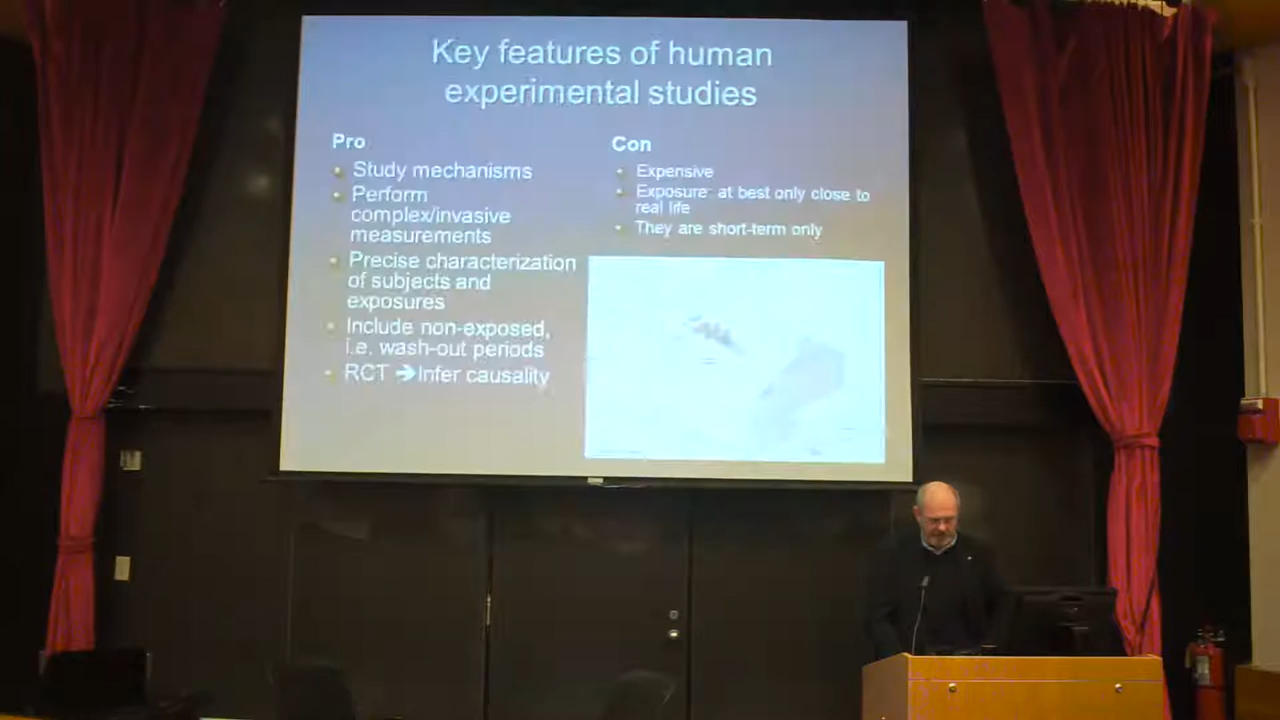 Key features of human
experimental studies
Pro
Study mechanisms
Perform
complex/invasive
measurements
Precise characterization
of subjects and
exposures
Include non-exposed,
i.e. wash-out periods
RCT ➔Infer causality
Con
Expensive
Exposure: at best only close to
real life
They are short-term only